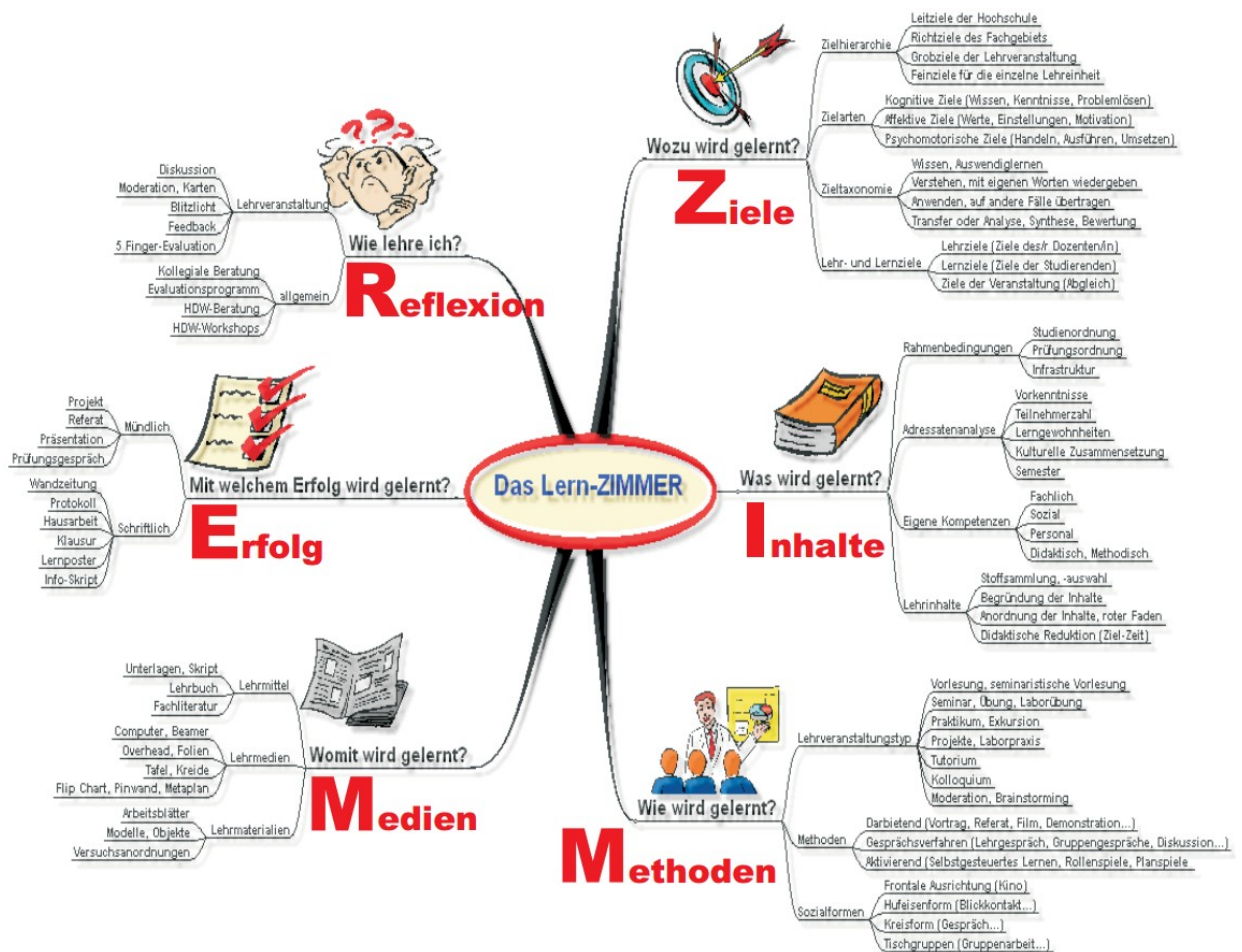 Das Lern-ZIMMER
Wozu wird gelernt?
Ziele
Zielhierarchie
Leitziele der Hochschule
Richtziele des Fachgebiets
Grobziele der Lehrveranstaltung
Feinziele für die einzelne Lehreinheit
Zielarten
Kognitive Ziele (Wissen, Kenntnisse, Problemlösen)
Affektive Ziele (Werte, Einstellungen, Motivation)
Psychomotorische Ziele (Handeln, Ausführen, Umsetzen)
Zieltaxonomie
Wissen, Auswendiglernen
Verstehen, mit eigenen Worten wiedergeben
Anwenden, auf andere Fälle übertragen
Transfer oder Analyse, Synthese, Bewertung
Lehr- und Lernziele
Lehrziele (Ziele des/r Dozenten/in)
Lernziele (Ziele der Studierenden)
Ziele der Veranstaltung (Abgleich)
Was wird gelernt?
Inhalte
Rahmenbedingungen
Studienordnung
Prüfungsordnung
Infrastruktur
Adressatenanalyse
Vorkenntnisse
Teilnehmerzahl
Lerngewohnheiten
Kulturelle Zusammensetzung
Semester
Eigene Kompetenzen
Fachlich
Sozial
Personal
Didaktisch, Methodisch
Lehrinhalte
Stoffsammlung, -auswahl
Begründung der Inhalte
Anordnung der Inhalte, roter Faden
Didaktische Reduktion (Ziel-Zeit)
Wie wird gelernt?
Methoden
Lehrveranstaltungstyp
Vorlesung, seminaristische Vorlesung
Seminar, Übung, Laborübung
Praktikum, Exkursion
Projekte, Laborpraxis
Tutorium
Kolloquium
Moderation, Brainstorming
Methoden
Darbietend (Vortrag, Referat, Film, Demonstration...)
Gesprächsverfahren (Lehrgespräch, Gruppengespräche, Diskussion...)
Aktivierend (Selbstgesteuertes Lernen, Rollenspiele, Planspiele
Sozialformen
Frontale Ausrichtung (Kino)
Hufeisenform (Blickkontakt...)
Kreisform (Gespräch...)
Tischgruppen (Gruppenarbeit...)
Womit wird gelernt?
Medien
Lehrmittel
Unterlagen, Skript
Lehrbuch
Fachliteratur
Lehrmedien
Computer, Beamer
Overhead, Folien
Tafel, Kreide
Flip Chart, Pinwand, Metaplan
Lehrmaterialien
Arbeitsblätter
Modelle, Objekte
Versuchsanordnungen
Mit welchem Erfolg wird gelernt?
Erfolg
Mündlich
Projekt
Referat
Präsentation
Prüfungsgespräch
Schriftlich
Wandzeitung
Protokoll
Hausarbeit
Klausur
Lernposter
Info-Skript
Wie lehre ich?
Reflexion
Lehrveranstaltung
Diskussion
Moderation, Karten
Blitzlicht
Feedback
5 Finger-Evaluation
allgemein
Kollegiale Beratung
Evaluationsprogramm
HDW-Beratung
HDW-Workshops